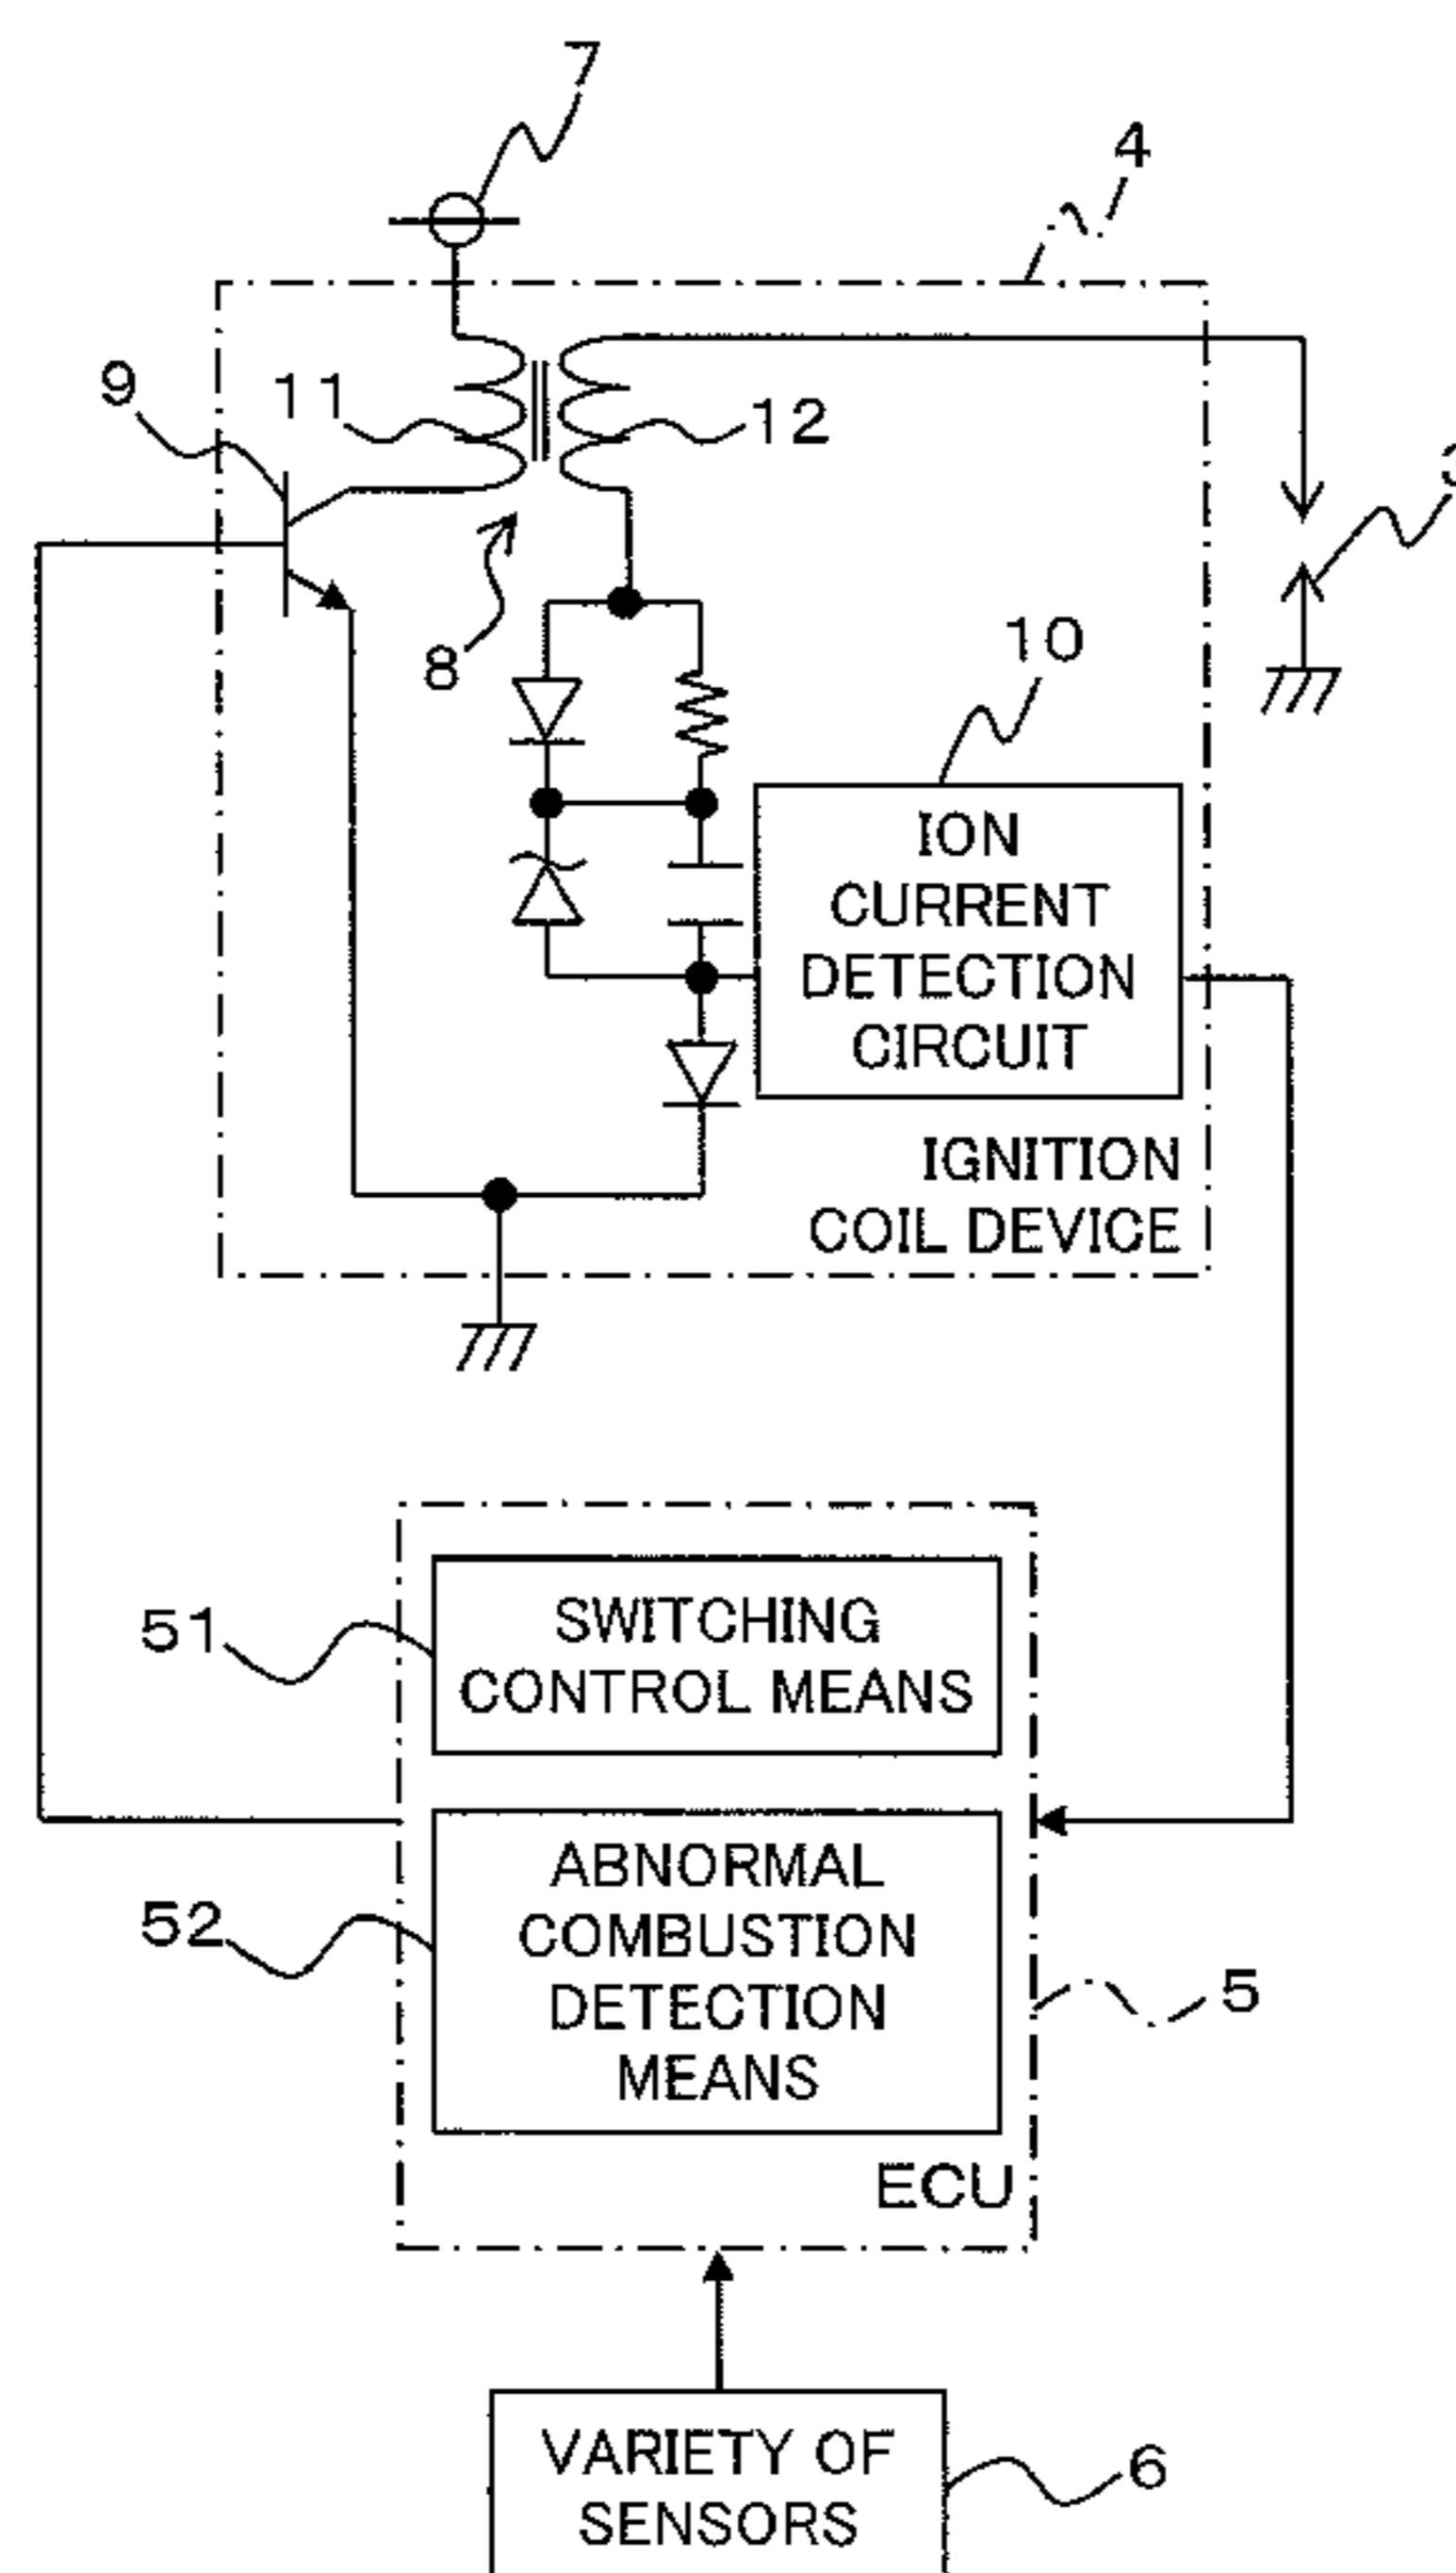 7
4
9
11
12
3
8
10
ION
CURRENT
DETECTION
CIRCUIT
IGNITION
COIL DEVICE
51
SWITCHING
CONTROL MEANS
52
ABNORMAL
COMBUSTION
DETECTION
MEANS
5
ECU
VARIETY OF
SENSORS
6